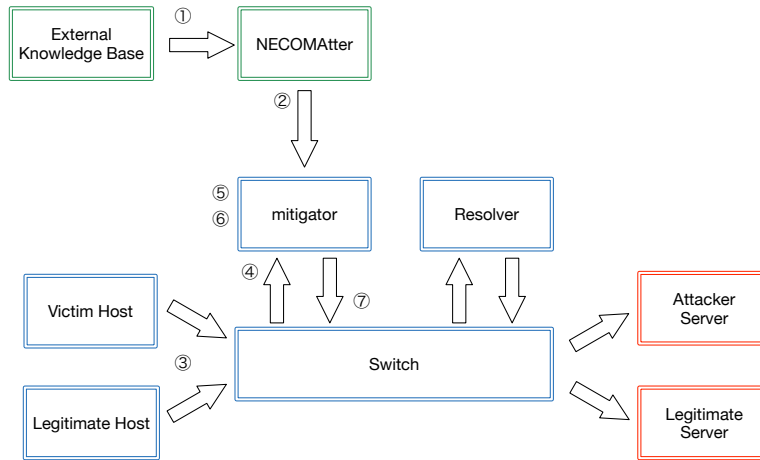 ①
External
Knowledge Base
NECOMAtter
②
⑤
⑥
mitigator
Resolver
④
⑦
Victim Host
③
Switch
Attacker
Server
Legitimate Host
Legitimate
Server